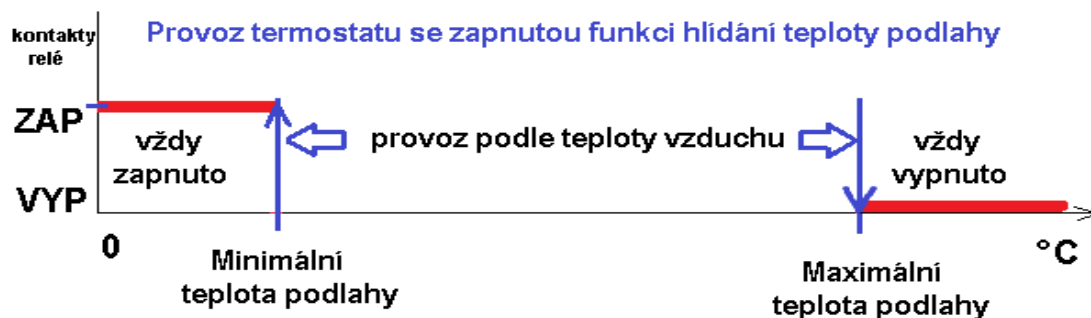 Provoz termostatu se zapnutou funkci hlídání teploty podlahy
kontakty
relé
ZAP
vždy
zapnuto
provoz podle teploty vzduchu
vždy
vypnuto
VYP
0
°C
Minimální
teplota podlahy
Maximální
teplota podlahy